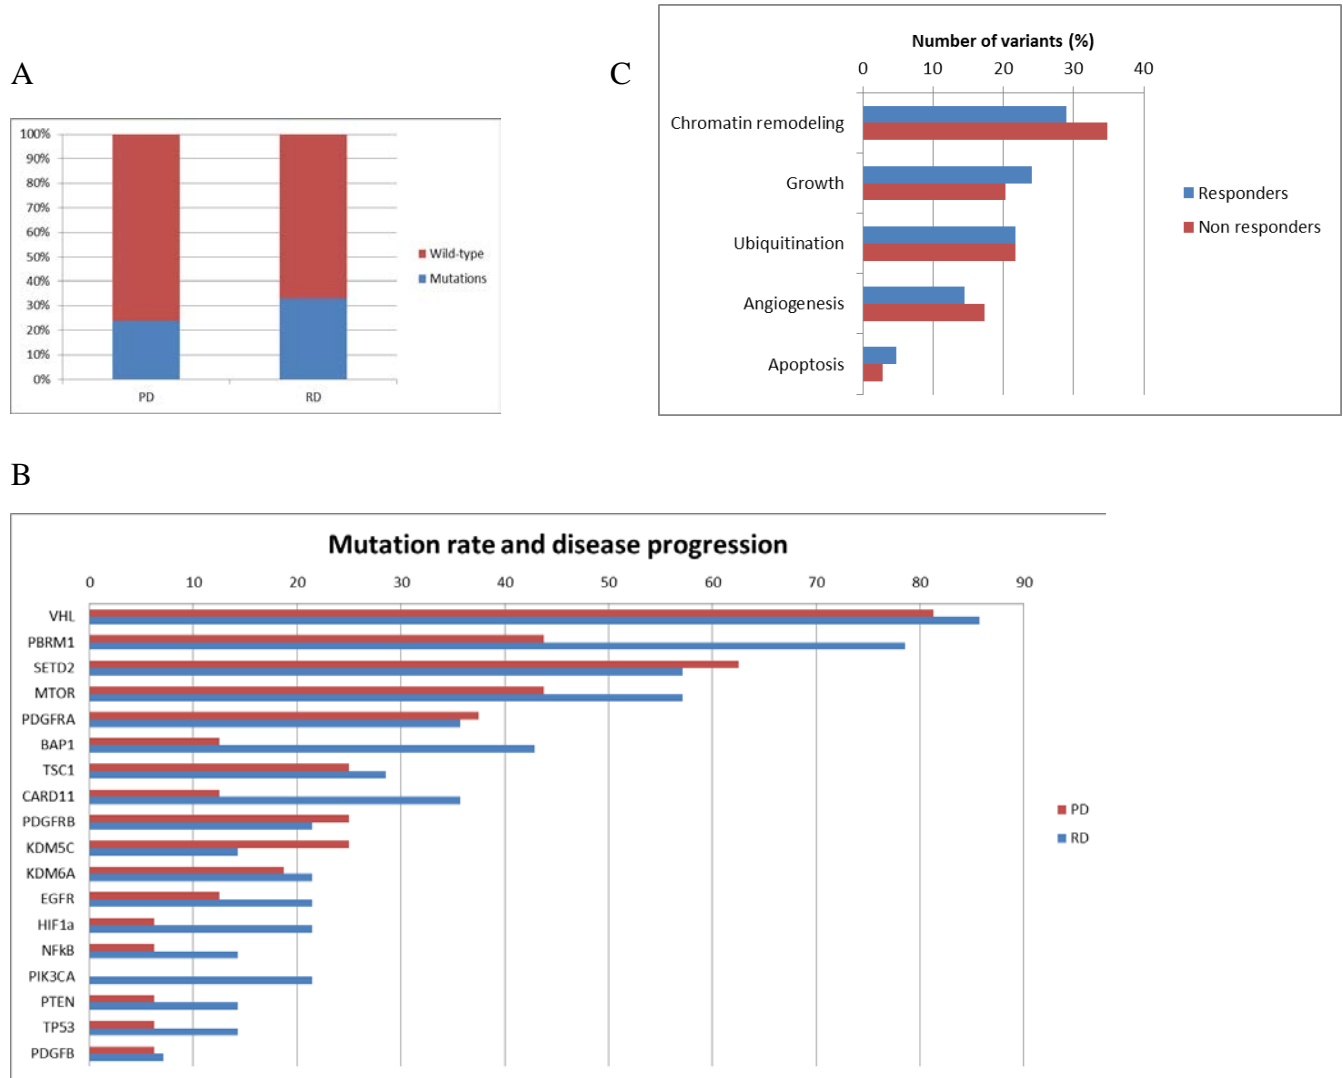 A
100%
90%
80%
70%
60%
50%
40%
30%
20%
10%
0%
PD
RD
Wild-type
Mutations
C
Number of variants (%)
0 10 20 30 40
Chromatin remodeling
Growth
Ubiquitination
Angiogenesis
Apoptosis
Responders
Non responders
B
Mutation rate and disease progression
0 10 20 30 40 50 60 70 80 90
VHL
PBRM1
SETD2
MTOR
PDGFRA
BAP1
TSC1
CARD11
PDGFRB
KDM5C
KDM6A
EGFR
HIF1a
NFkB
PIK3CA
PTEN
TP53
PDGFB
PD
RD